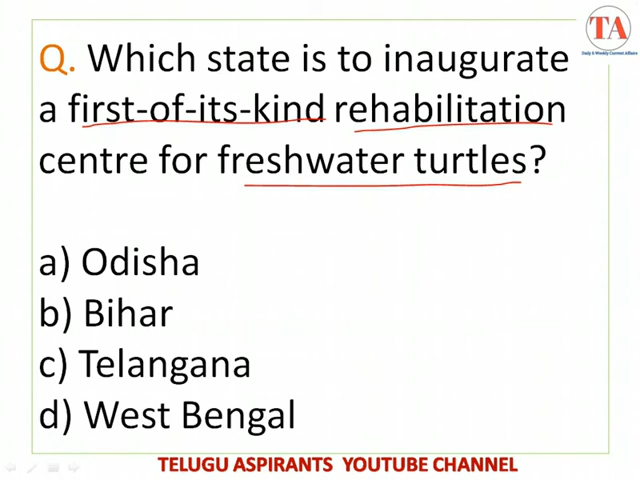 TA
Daily & Weekly Current Affairs
Q. Which state is to inaugurate
a first-of-its-kind rehabilitation
centre for freshwater turtles?
a) Odisha
b) Bihar
c) Telangana
d) West Bengal
TELUGU ASPIRANTS YOUTUBE CHANNEL